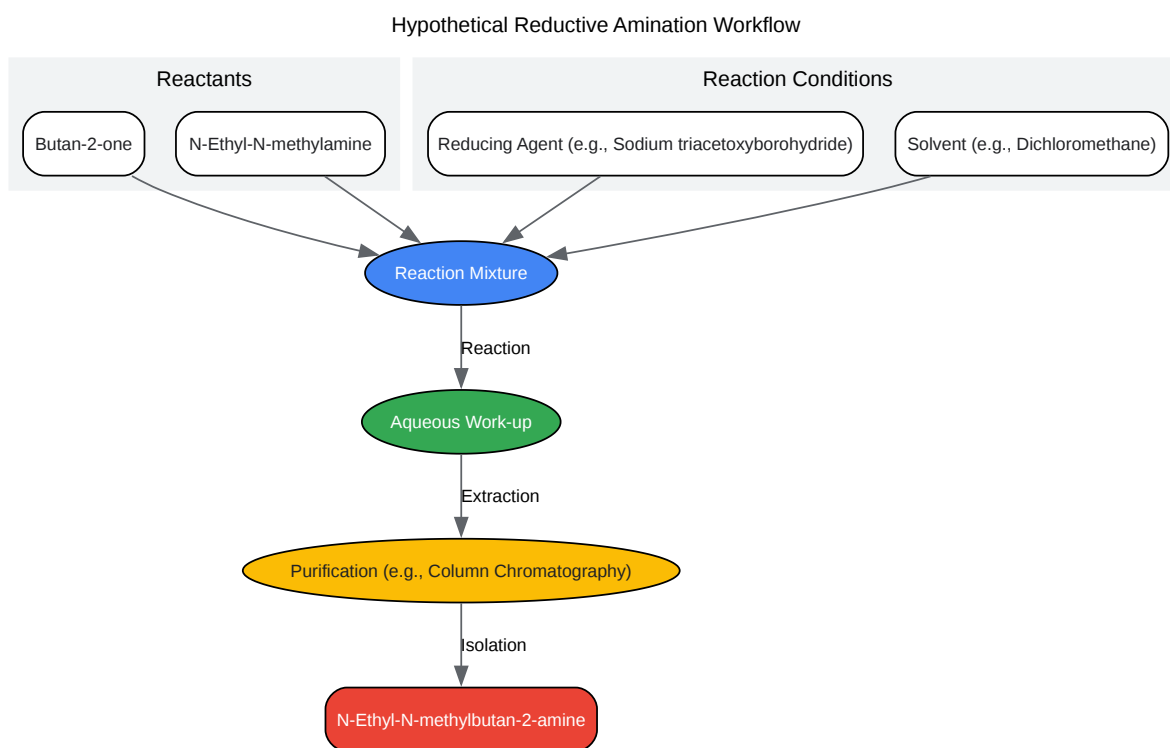 Hypothetical Reductive Amination Workflow
Reactants
Reaction Conditions
Butan-2-one
N-Ethyl-N-methylamine
Reducing Agent (e.g., Sodium triacetoxyborohydride)
Solvent (e.g., Dichloromethane)
Reaction Mixture
Reaction
Aqueous Work-up
Extraction
Purification (e.g., Column Chromatography)
Isolation
N-Ethyl-N-methylbutan-2-amine